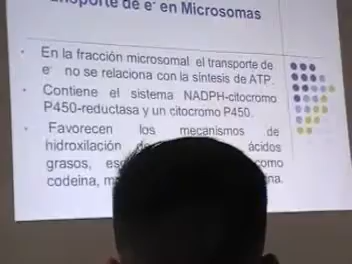 de e- en Microsomas
En la fracción microsomal el transporte de
e- no se relaciona con la síntesis de ATP.
Contiene el sistema NADPH-citocromo
P450-reductasa y un citocromo P450.
Favorecen los mecanismos de
hidroxilación ácidos
grasos, como
codeina,